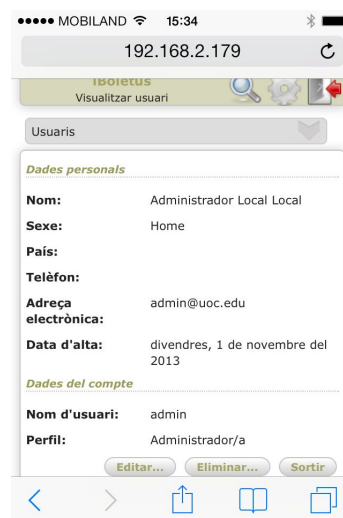 MOBILAND 15:34
192.168.2.179
iBoletus
Visualitzar usuari
Usuaris
Dades personals
Nom: Administrador Local Local
Sexe: Home
País:
Telèfon:
Adreça electrònica: admin@uoc.edu
Data d'alta: divendres, 1 de novembre del 2013
Dades del compte
Nom d'usuari: admin
Perfil: Administrador/a
Editar... Eliminar... Sortir